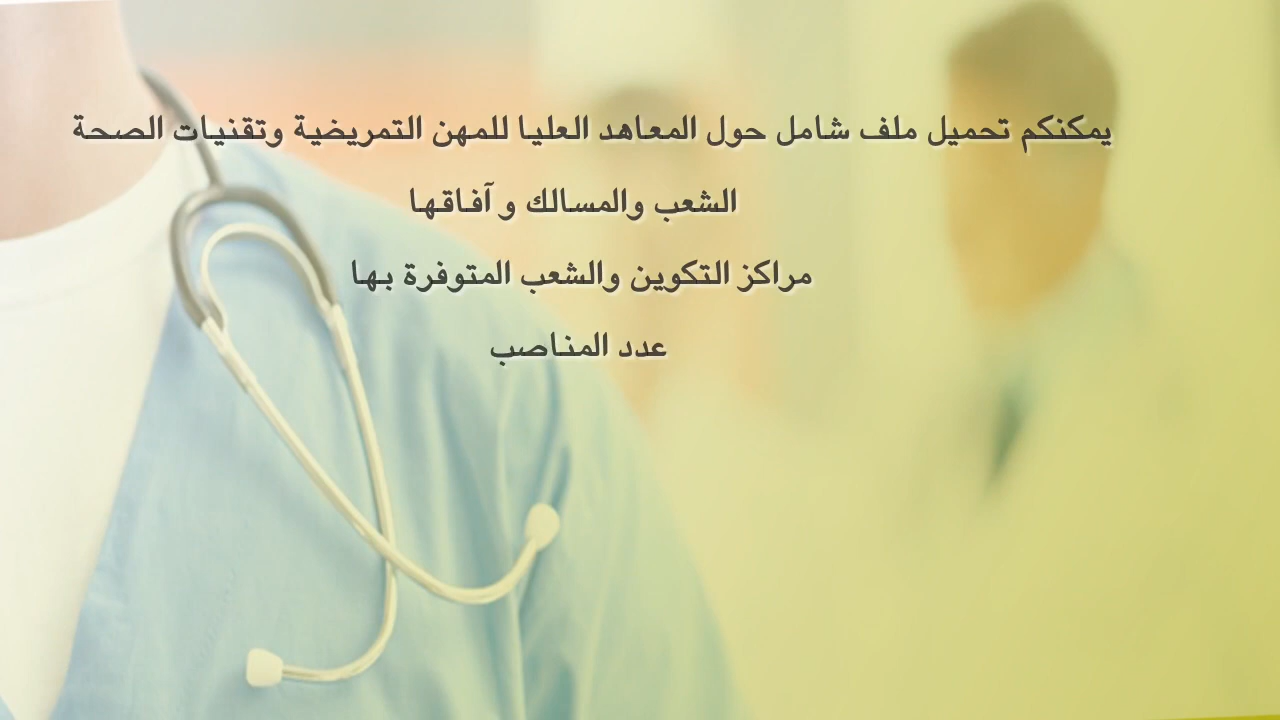 يمكنكم تحميل ملف شامل حول المعاهد العليا للمهن التمريضية وتقنيات الصحة
الشعب والمسالك و آفاقها
مراكز التكوين والشعب المتوفرة بها
عدد المناصب